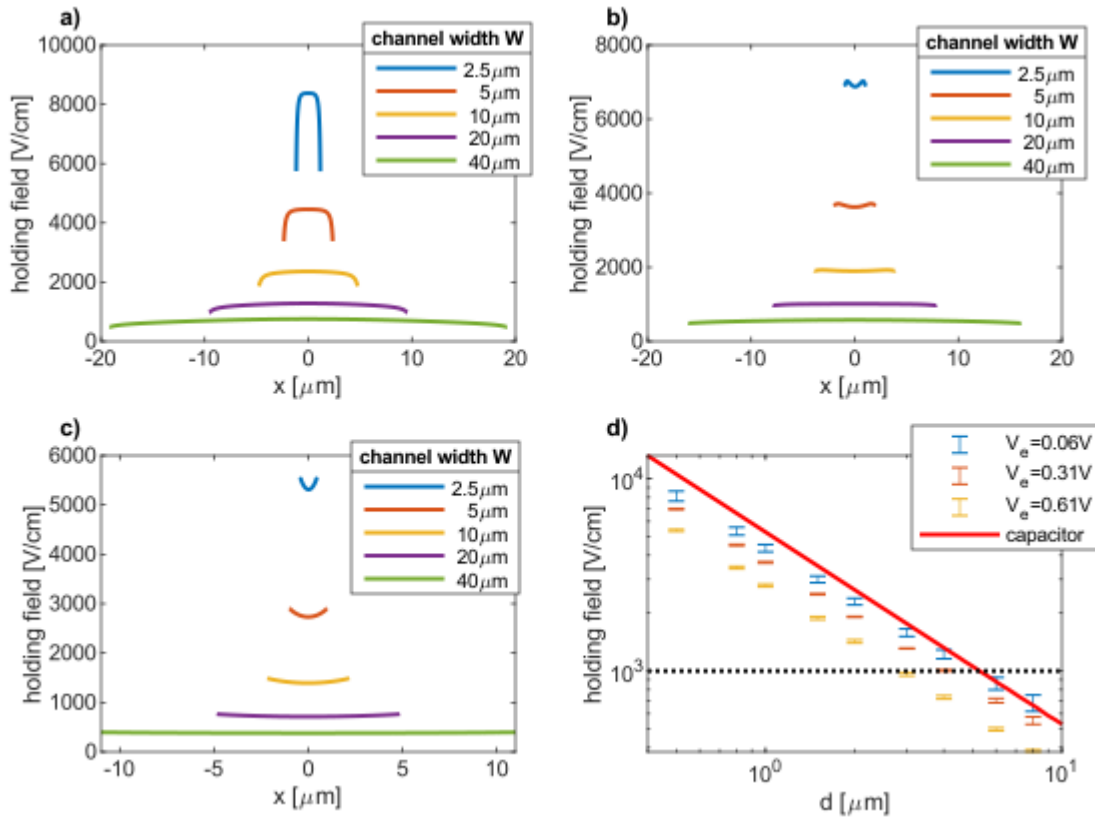 a)
channel width W
2.5μm
5μm
10μm
20μm
40μm
10000
8000
6000
4000
2000
0
holding field [V/cm]
-20
-10
0
10
20
x [μm]
b)
channel width W
2.5μm
5μm
10μm
20μm
40μm
8000
6000
4000
2000
0
holding field [V/cm]
-20
-10
0
10
20
x [μm]
c)
channel width W
2.5μm
5μm
10μm
20μm
40μm
6000
5000
4000
3000
2000
1000
0
holding field [V/cm]
-10
-5
0
5
10
x [μm]
d)
V_e=0.06V
V_e=0.31V
V_e=0.61V
capacitor
10^4
10^3
holding field [V/cm]
10^0
10^1
d [μm]